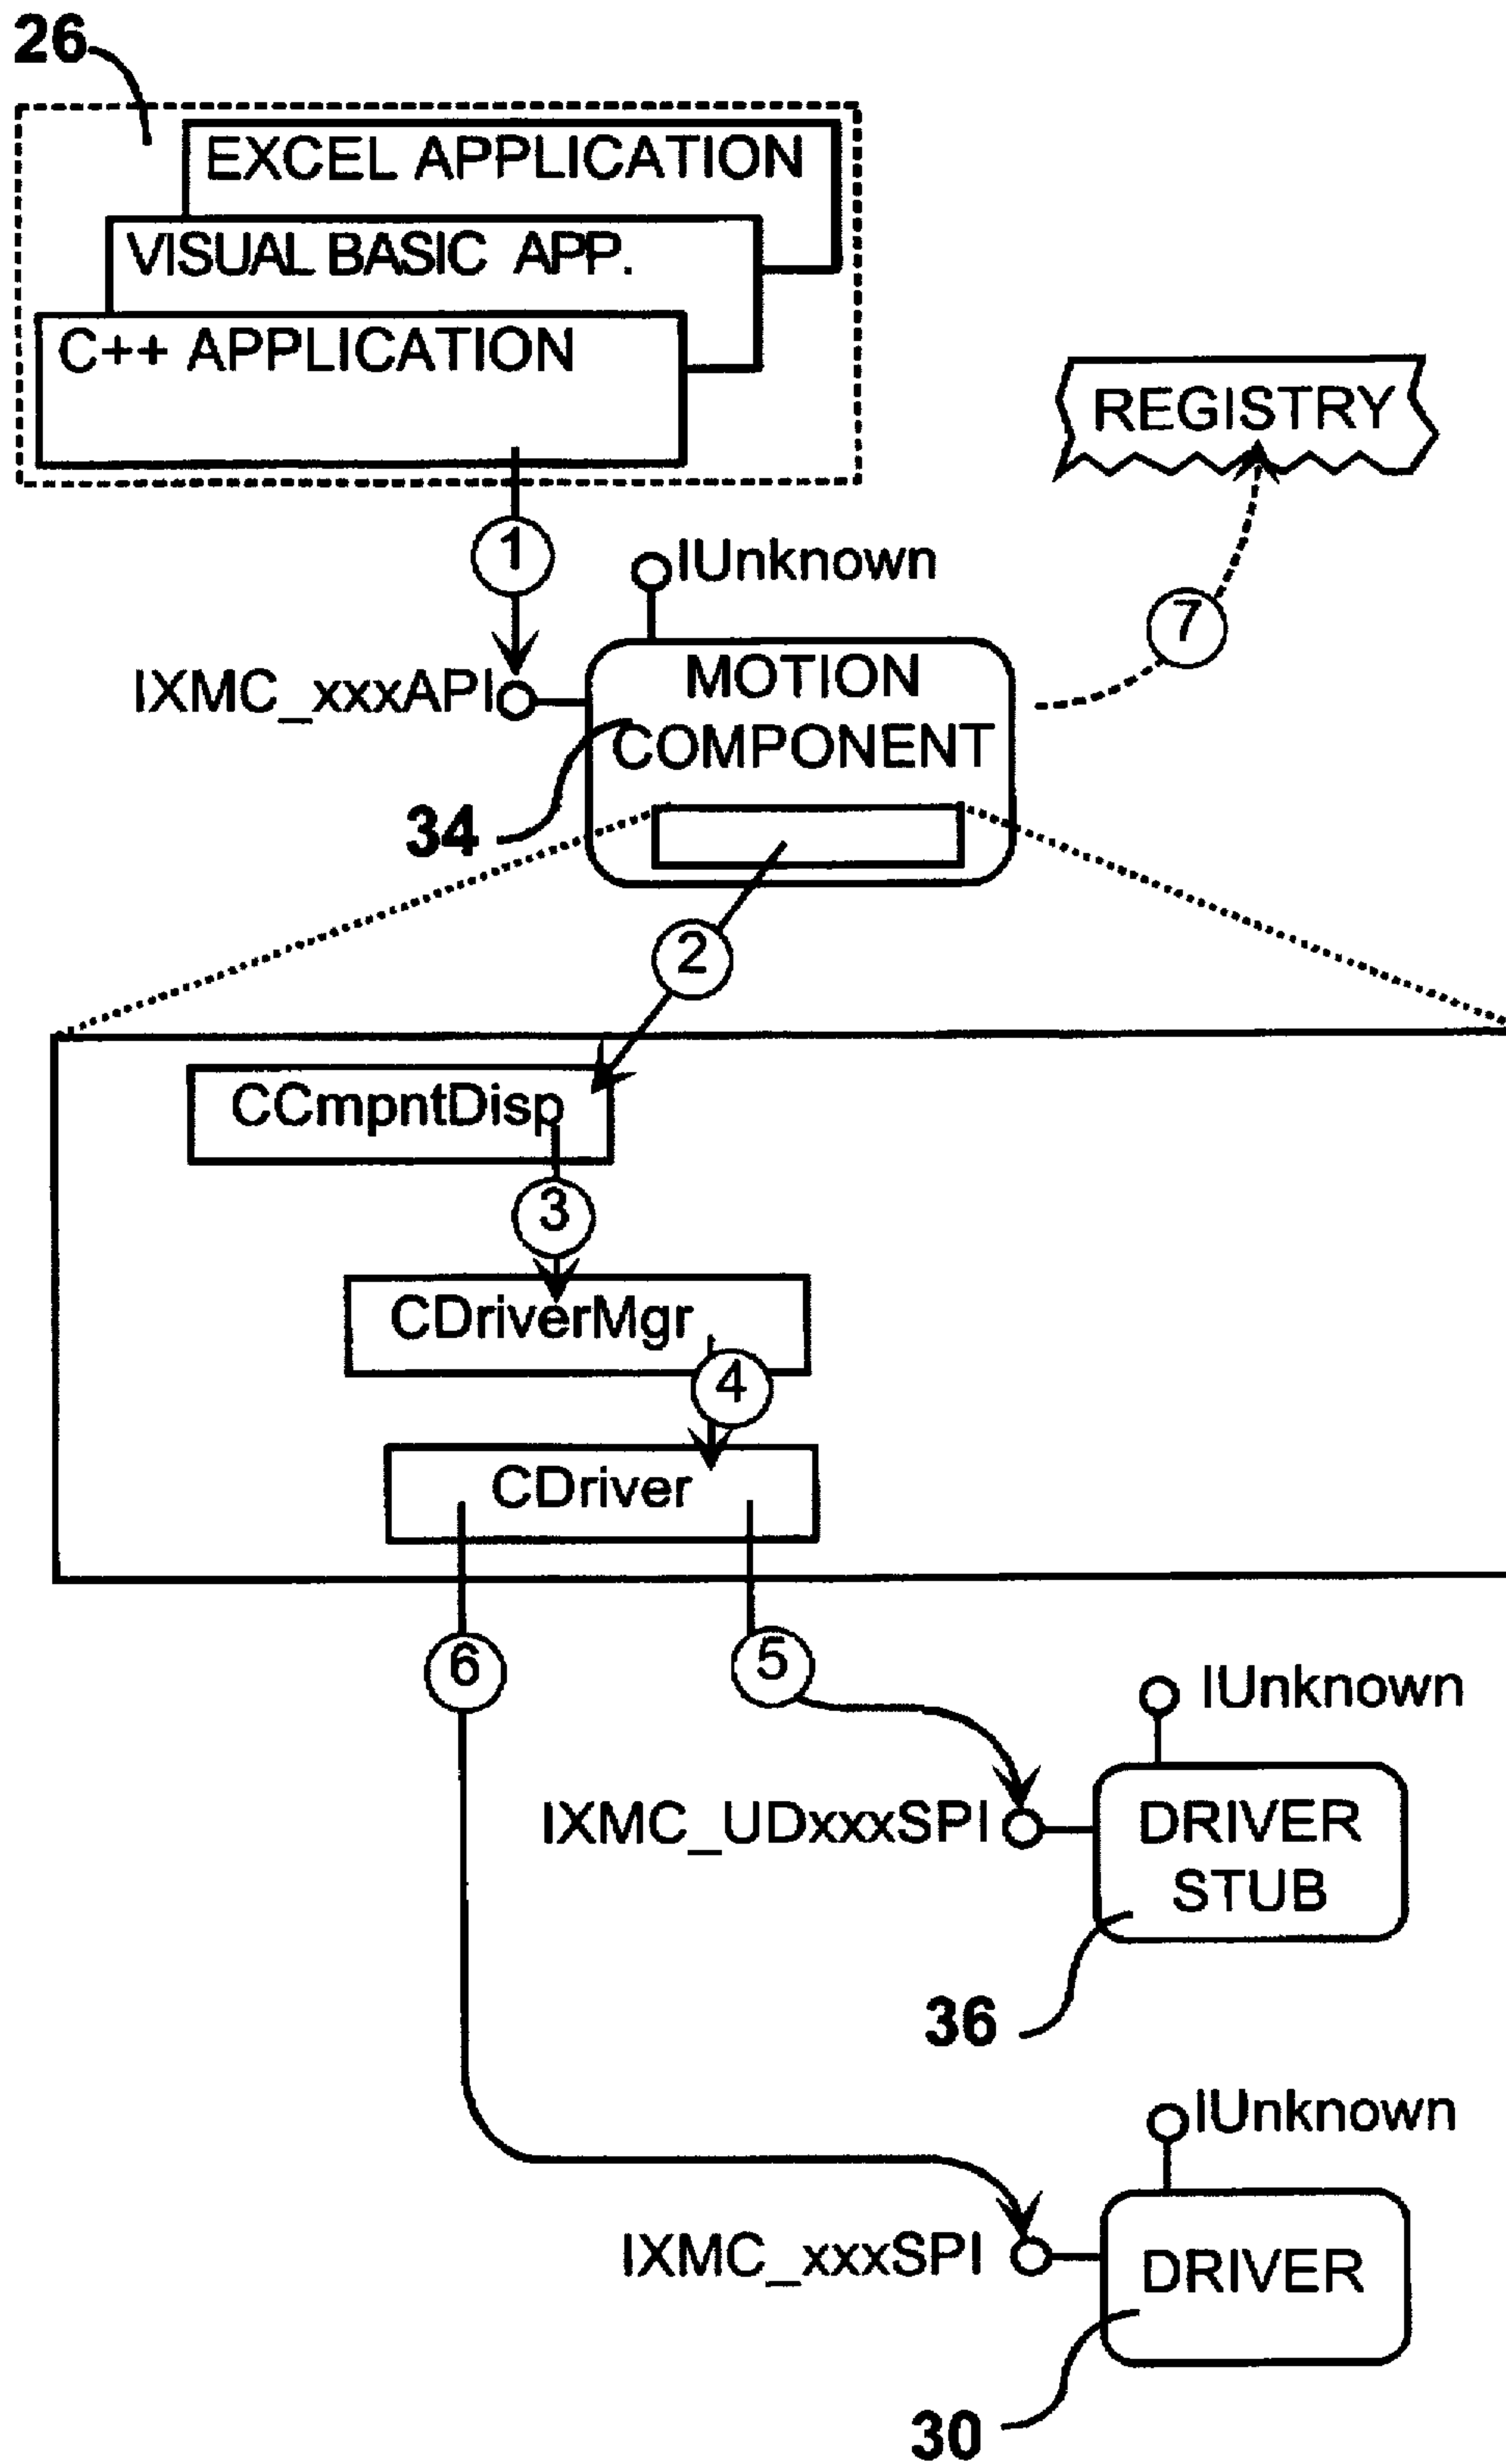 26
EXCEL APPLICATION
VISUAL BASIC APP.
C++ APPLICATION
REGISTRY
1
IUnknown
7
IXMC_xxxAPI
MOTION
COMPONENT
34
2
CCmpntDisp
3
CDriverMgr
4
CDriver
6
5
IUnknown
IXMC_UDxxxSPI
DRIVER
STUB
36
IUnknown
IXMC_xxxSPI
DRIVER
30